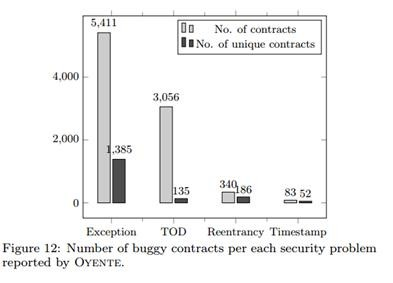 5,411
No. of contracts
No. of unique contracts
4,000
3,056
2,000
1,385
135
340
186
83 52
0
Exception TOD Reentrancy Timestamp
Figure 12: Number of buggy contracts per each security problem
reported by OYENTE.